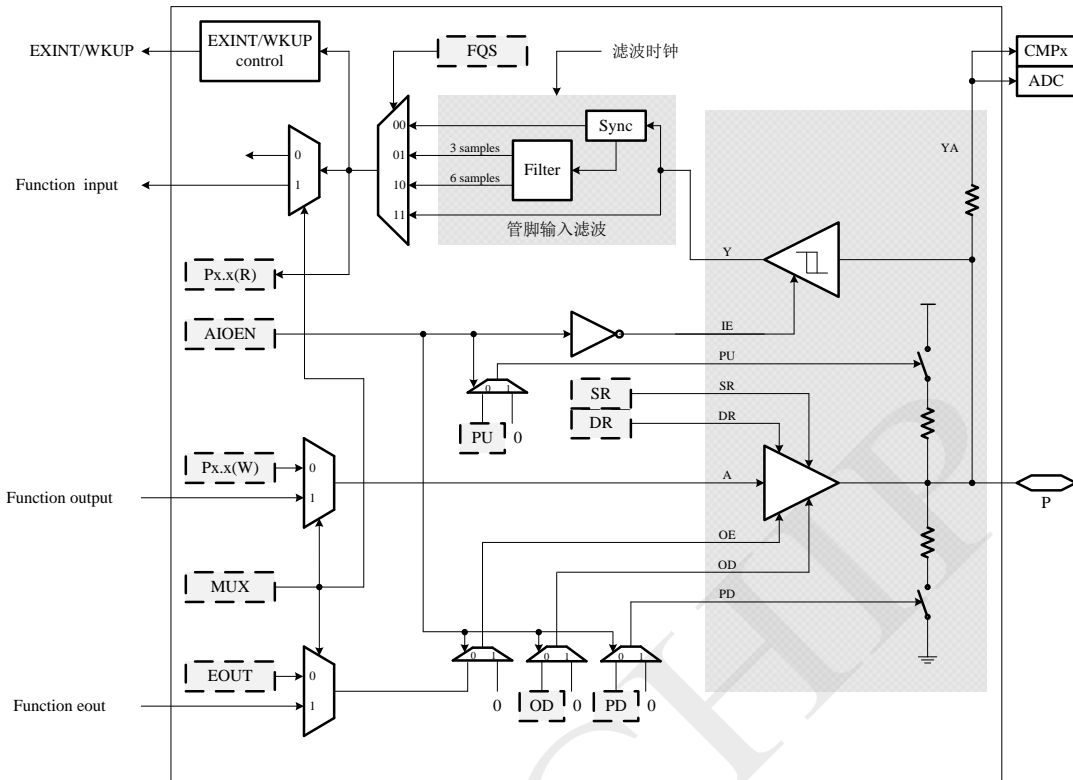 EXINT/WKUP
EXINT/WKUP
control
FQS
滤波时钟
CMPx
ADC
00
01
10
11
3 samples
6 samples
Sync
Filter
管脚输入滤波
YA
0
1
Function input
Px.x(R)
Y
AIOEN
IE
PU
0 1
PU
0
SR
DR
SR
DR
Px.x(W)
0
1
Function output
A
P
OE
OD
PD
MUX
EOUT
0
1
Function eout
0 1
0
0 1
OD
0
0 1
PD
0
CHIP